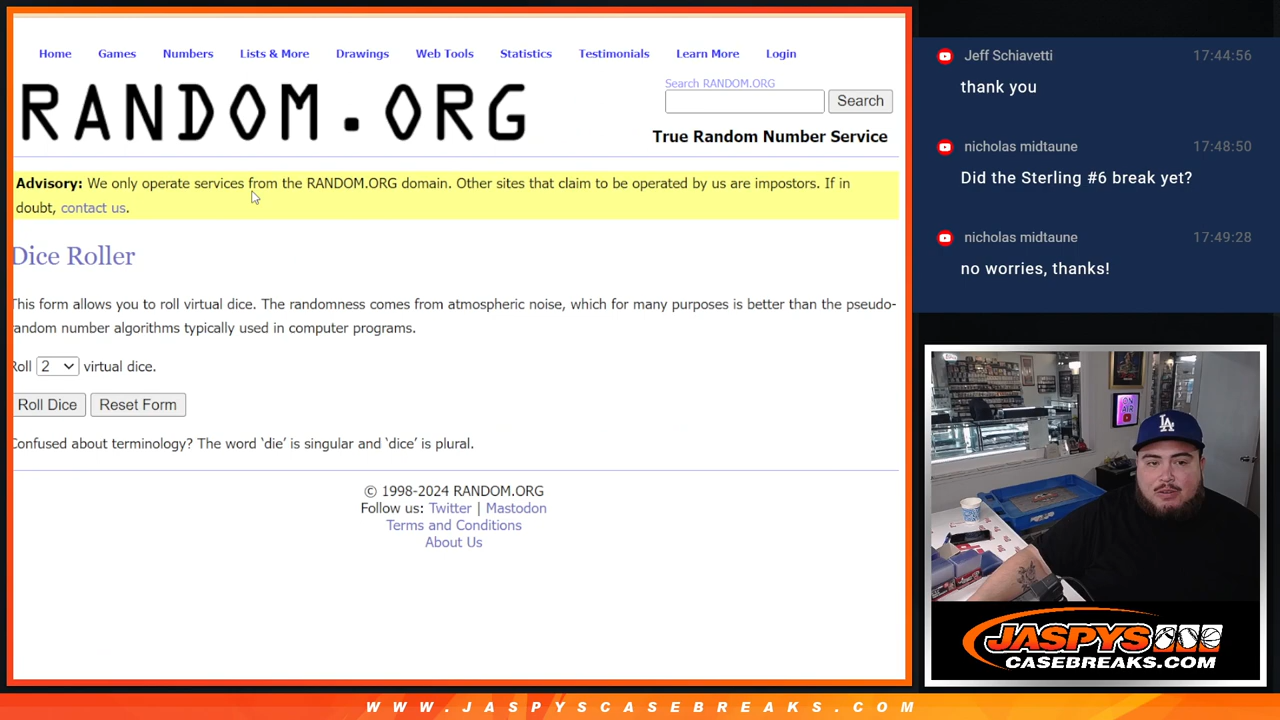 Home Games Numbers Lists & More Drawings Web Tools Statistics Testimonials Learn More Login
RANDOM.ORG
Search RANDOM.ORG
Search
True Random Number Service
Advisory: We only operate services from the RANDOM.ORG domain. Other sites that claim to be operated by us are impostors. If in
doubt, contact us.
Dice Roller
This form allows you to roll virtual dice. The randomness comes from atmospheric noise, which for many purposes is better than the pseudo-
random number algorithms typically used in computer programs.
Roll 2 virtual dice.
Roll Dice Reset Form
Confused about terminology? The word ‘die’ is singular and ‘dice’ is plural.
© 1998-2024 RANDOM.ORG
Follow us: Twitter | Mastodon
Terms and Conditions
About Us
Jeff Schiavetti 17:44:56
thank you
nicholas midtaune 17:48:50
Did the Sterling #6 break yet?
nicholas midtaune 17:49:28
no worries, thanks!
ON
AIR
LA
JASPYS
CASEBREAKS.COM
WWW.JASPYSCASEBREAKS.COM